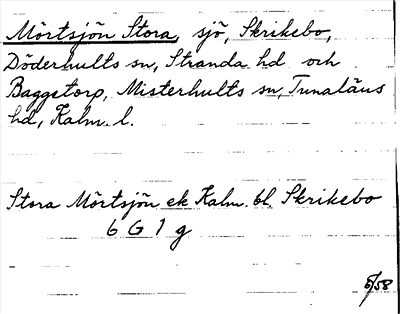 Mörtsjön Stora, sjö, Skrikebo,
Döderhults sn, Stranda hd och
Baggetorp, Misterhults sn, Tunaläns
hd, Kalm. l.
Stora Mörtsjön ek Kalm. bl. Skrikebo
6 G 1 g
5/58